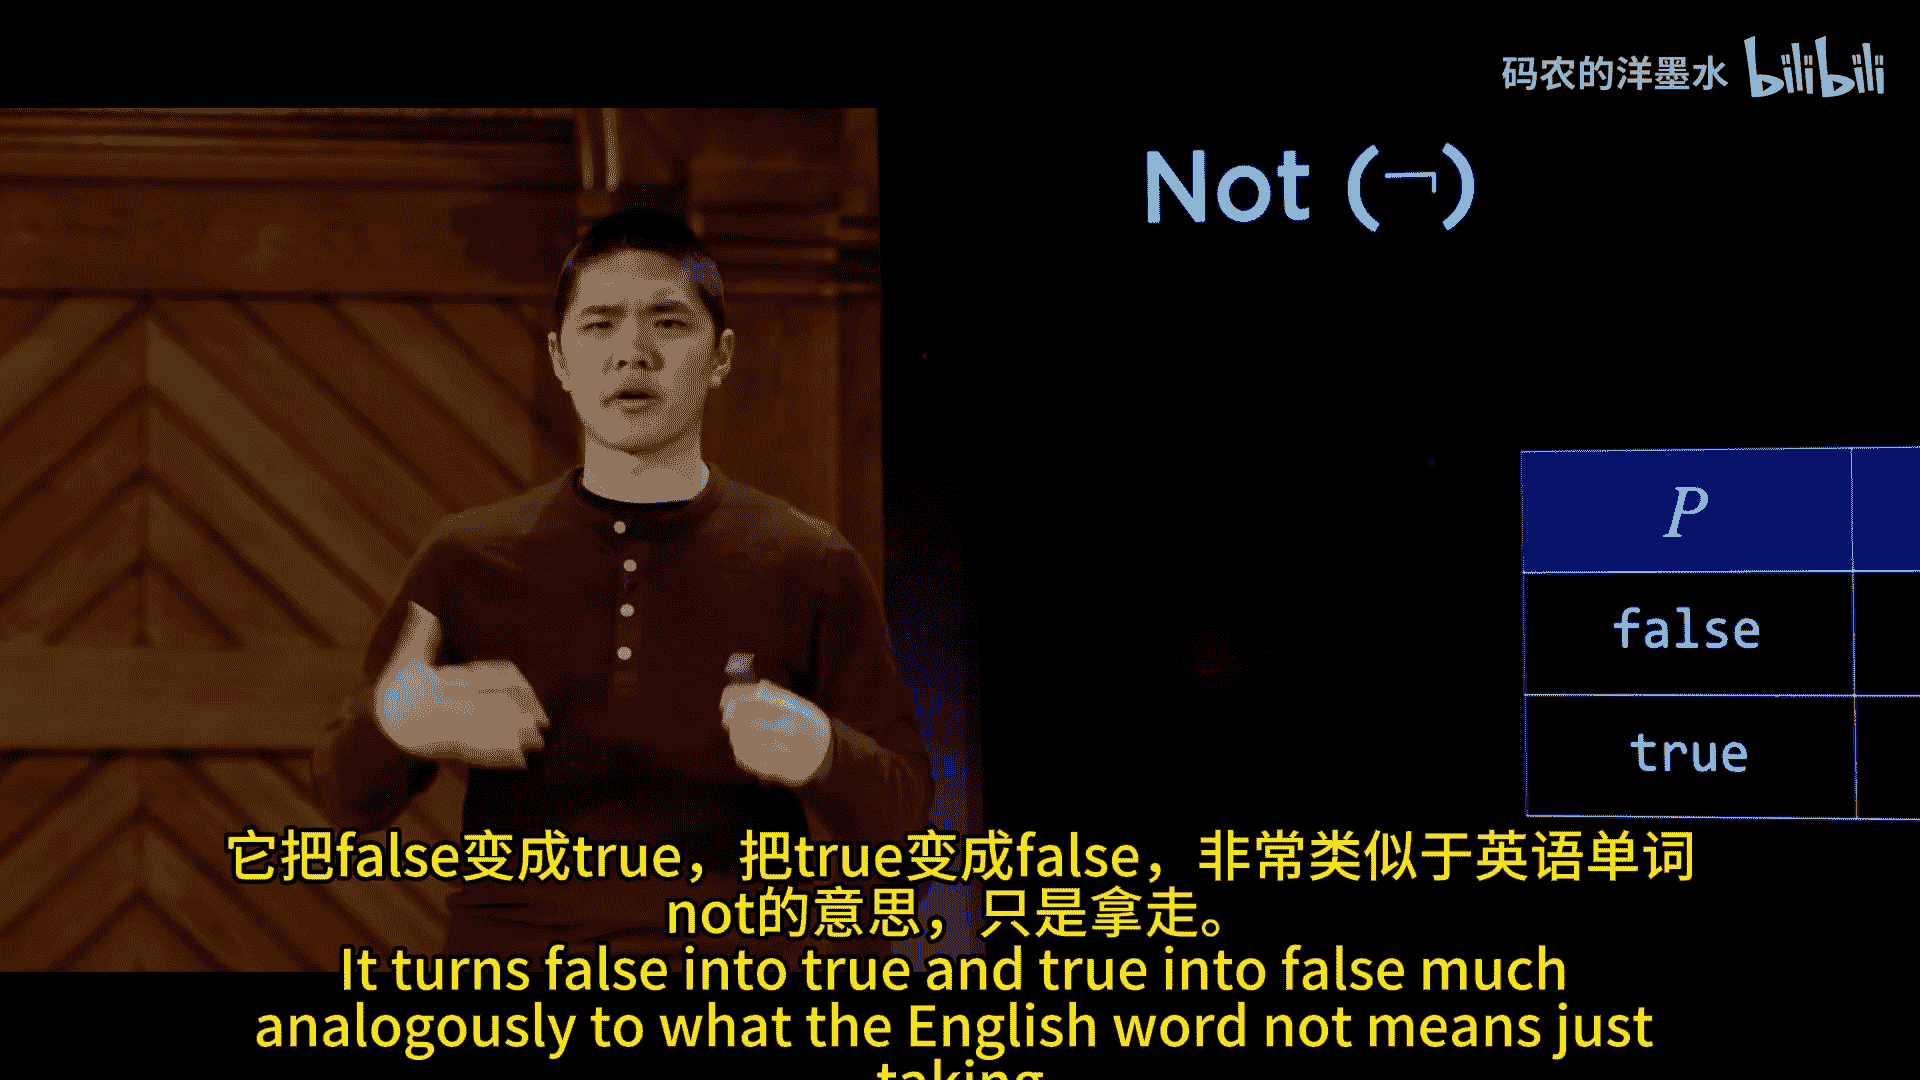 码农的洋墨水 bilibili
Not (¬)
P
false
true
它把false变成true，把true变成false，非常类似于英语单词
not的意思，只是拿走。
It turns false into true and true into false much
analogously to what the English word not means just
taking